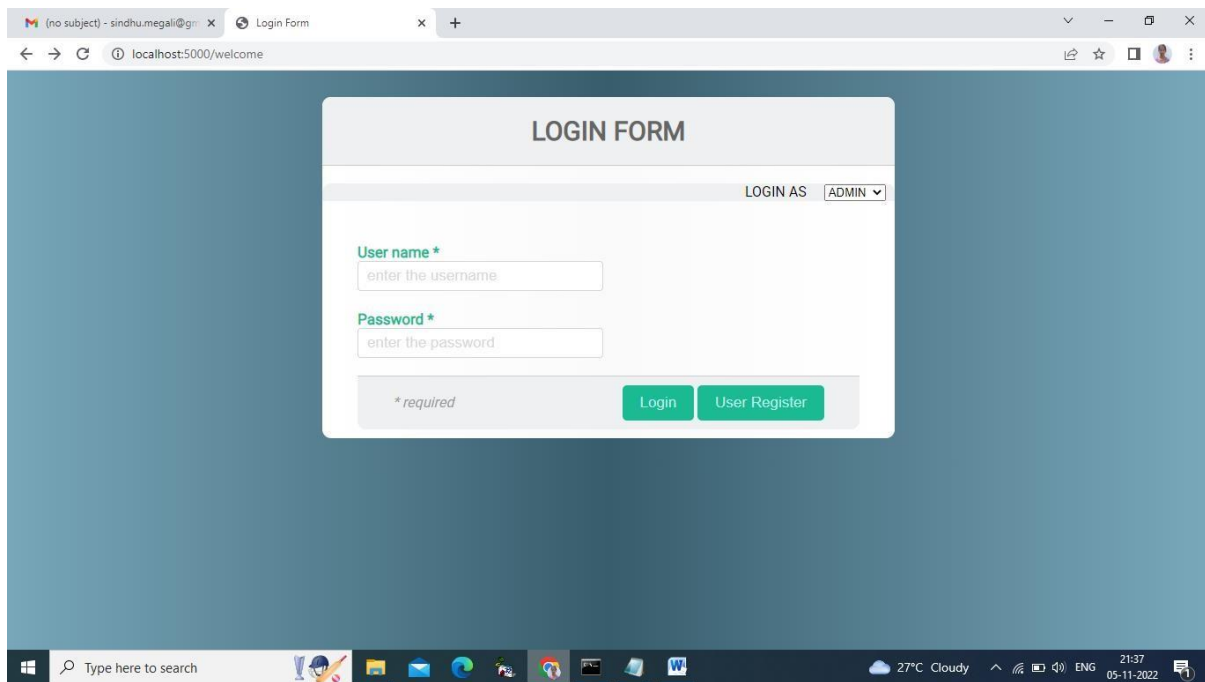 (no subject) - sindhu.megali@gm
Login Form
localhost:5000/welcome
LOGIN FORM
LOGIN AS ADMIN
User name *
enter the username
Password *
enter the password
* required Login User Register
Type here to search
27°C Cloudy
ENG
21:37
05-11-2022
1